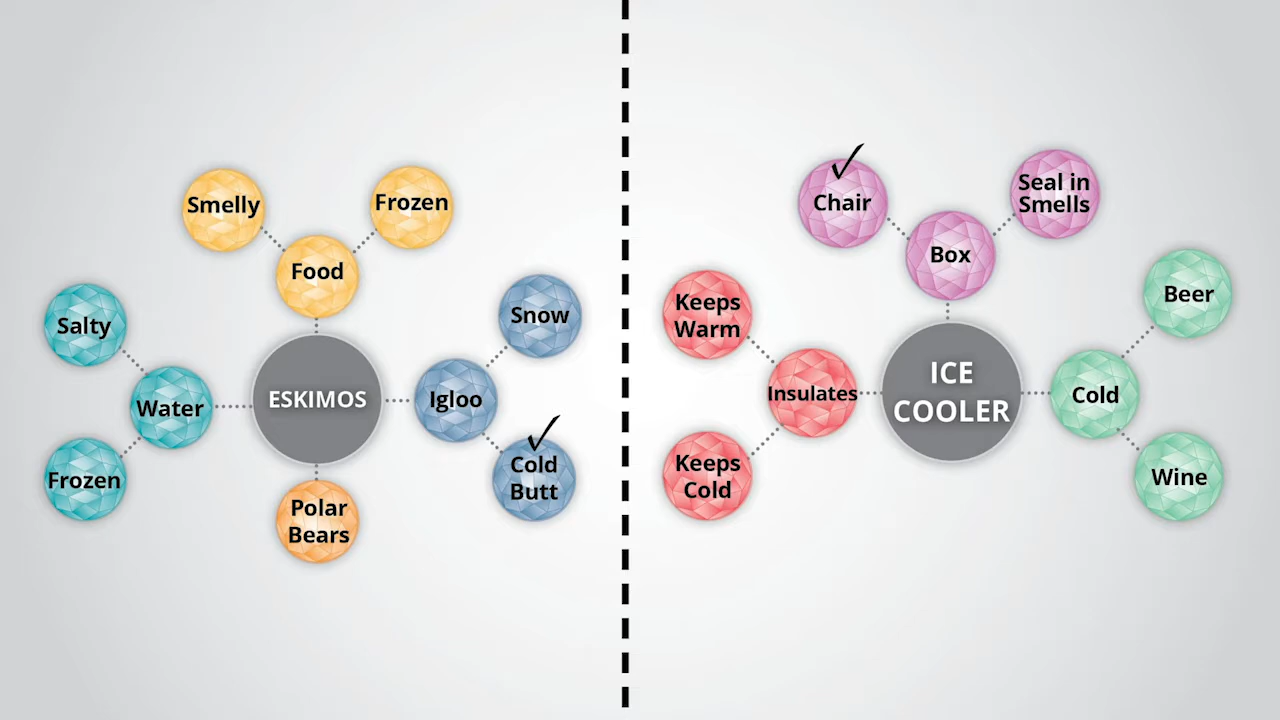 Smelly
Frozen
Food
Salty
Snow
Water
ESKIMOS
Igloo
Frozen
Cold
Butt
Polar
Bears
Chair
Seal in
Smells
Box
Keeps
Warm
Beer
Insulates
ICE
COOLER
Cold
Keeps
Cold
Wine